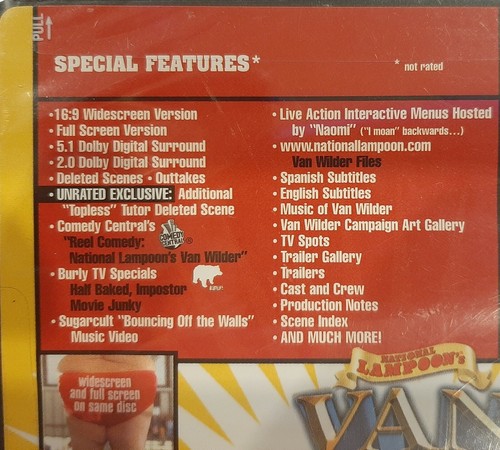 PULL
SPECIAL FEATURES*
* not rated
• 16:9 Widescreen Version
• Full Screen Version
• 5.1 Dolby Digital Surround
• 2.0 Dolby Digital Surround
• Deleted Scenes • Outtakes
• UNRATED EXCLUSIVE: Additional
"Topless" Tutor Deleted Scene
• Comedy Central's
COMEDY
CENTRAL
"Reel Comedy:
National Lampoon's Van Wilder"
• Burly TV Specials
Half Baked, Impostor
Movie Junky
• Sugarcult "Bouncing Off the Walls"
Music Video
• Live Action Interactive Menus Hosted
by "Naomi" ("I moan" backwards...)
• www.nationallampoon.com
Van Wilder Files
• Spanish Subtitles
• English Subtitles
• Music of Van Wilder
• Van Wilder Campaign Art Gallery
• TV Spots
• Trailer Gallery
• Trailers
• Cast and Crew
• Production Notes
• Scene Index
• AND MUCH MORE!
widescreen
and full screen
on same disc
NATIONAL
LAMPOON'S
VAN